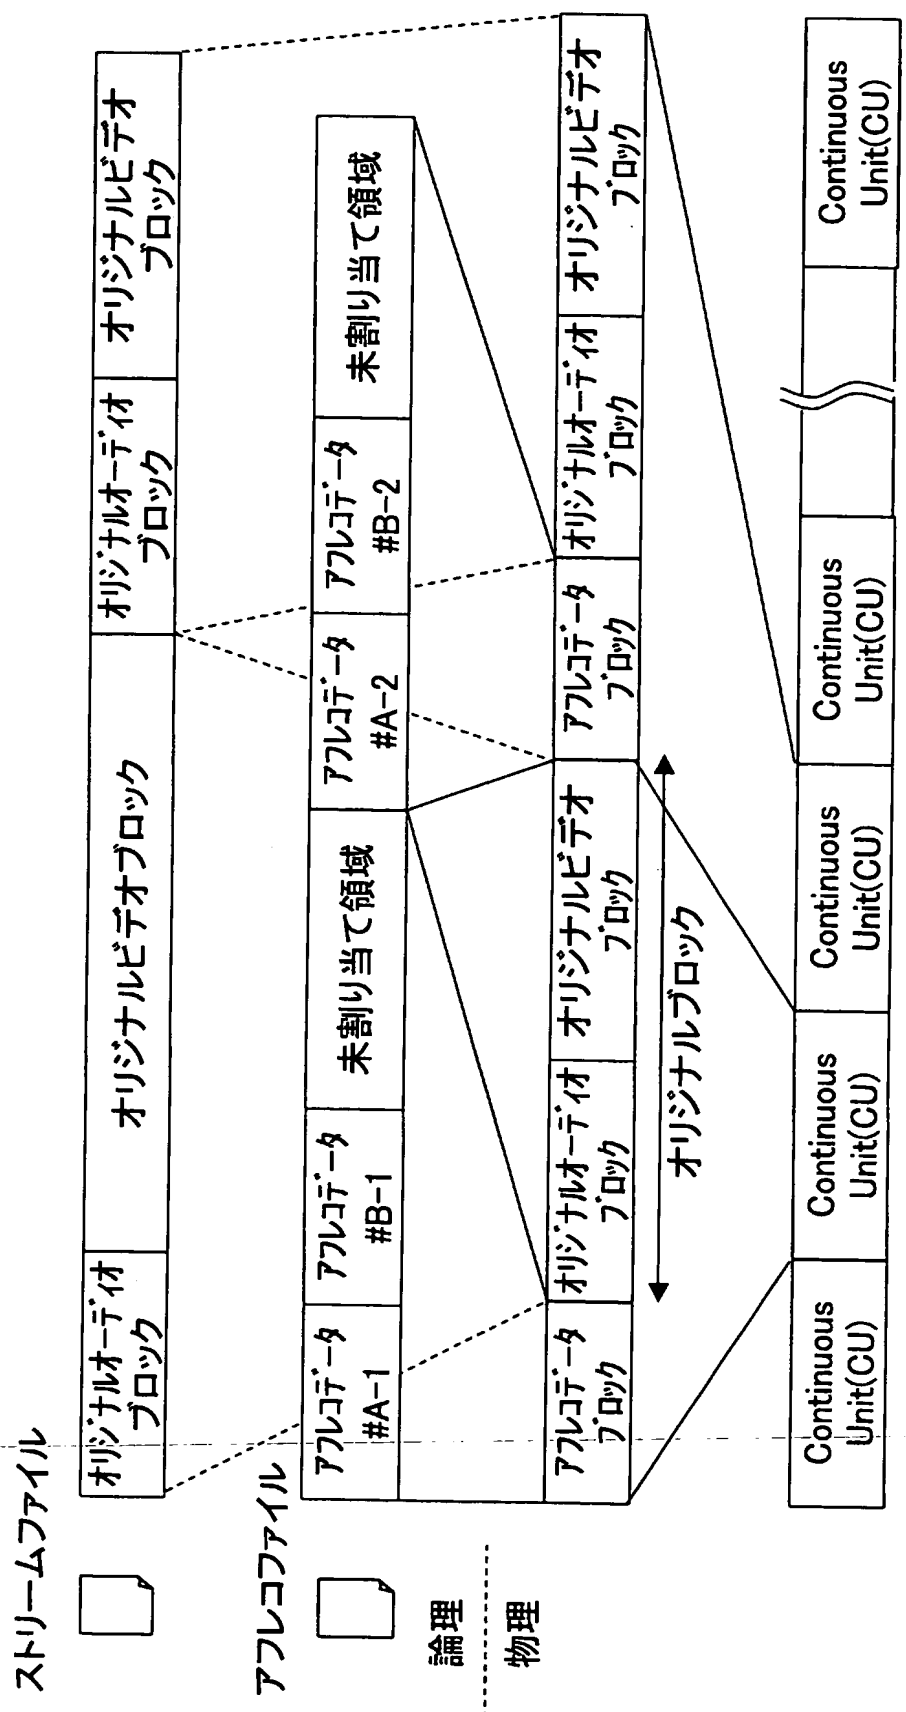 ストリームファイル
オリジナルオーディオ
ブロック
オリジナルビデオブロック
オリジナルオーディオ
ブロック
オリジナルビデオ
ブロック
アフレコファイル
アフレコデータ
#A-1
アフレコデータ
#B-1
未割り当て領域
アフレコデータ
#A-2
アフレコデータ
#B-2
未割り当て領域
論理
物理
アフレコデータ
ブロック
オリジナルオーディオ
ブロック
オリジナルビデオ
ブロック
アフレコデータ
ブロック
オリジナルオーディオ
ブロック
オリジナルビデオ
ブロック
オリジナルブロック
Continuous
Unit(CU)
Continuous
Unit(CU)
Continuous
Unit(CU)
Continuous
Unit(CU)
Continuous
Unit(CU)